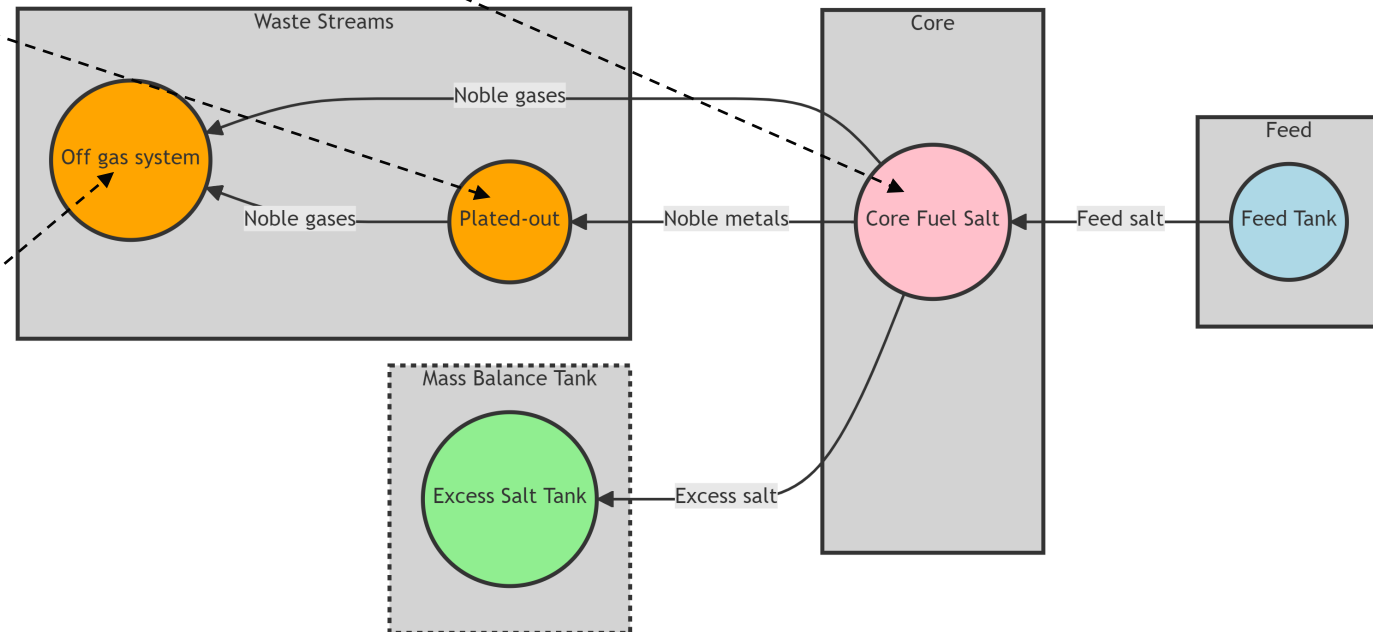 Waste Streams
Core
Noble gases
Feed
Off gas system
Noble gases
Plated-out
Noble metals
Core Fuel Salt
Feed salt
Feed Tank
Mass Balance Tank
Excess Salt Tank
Excess salt